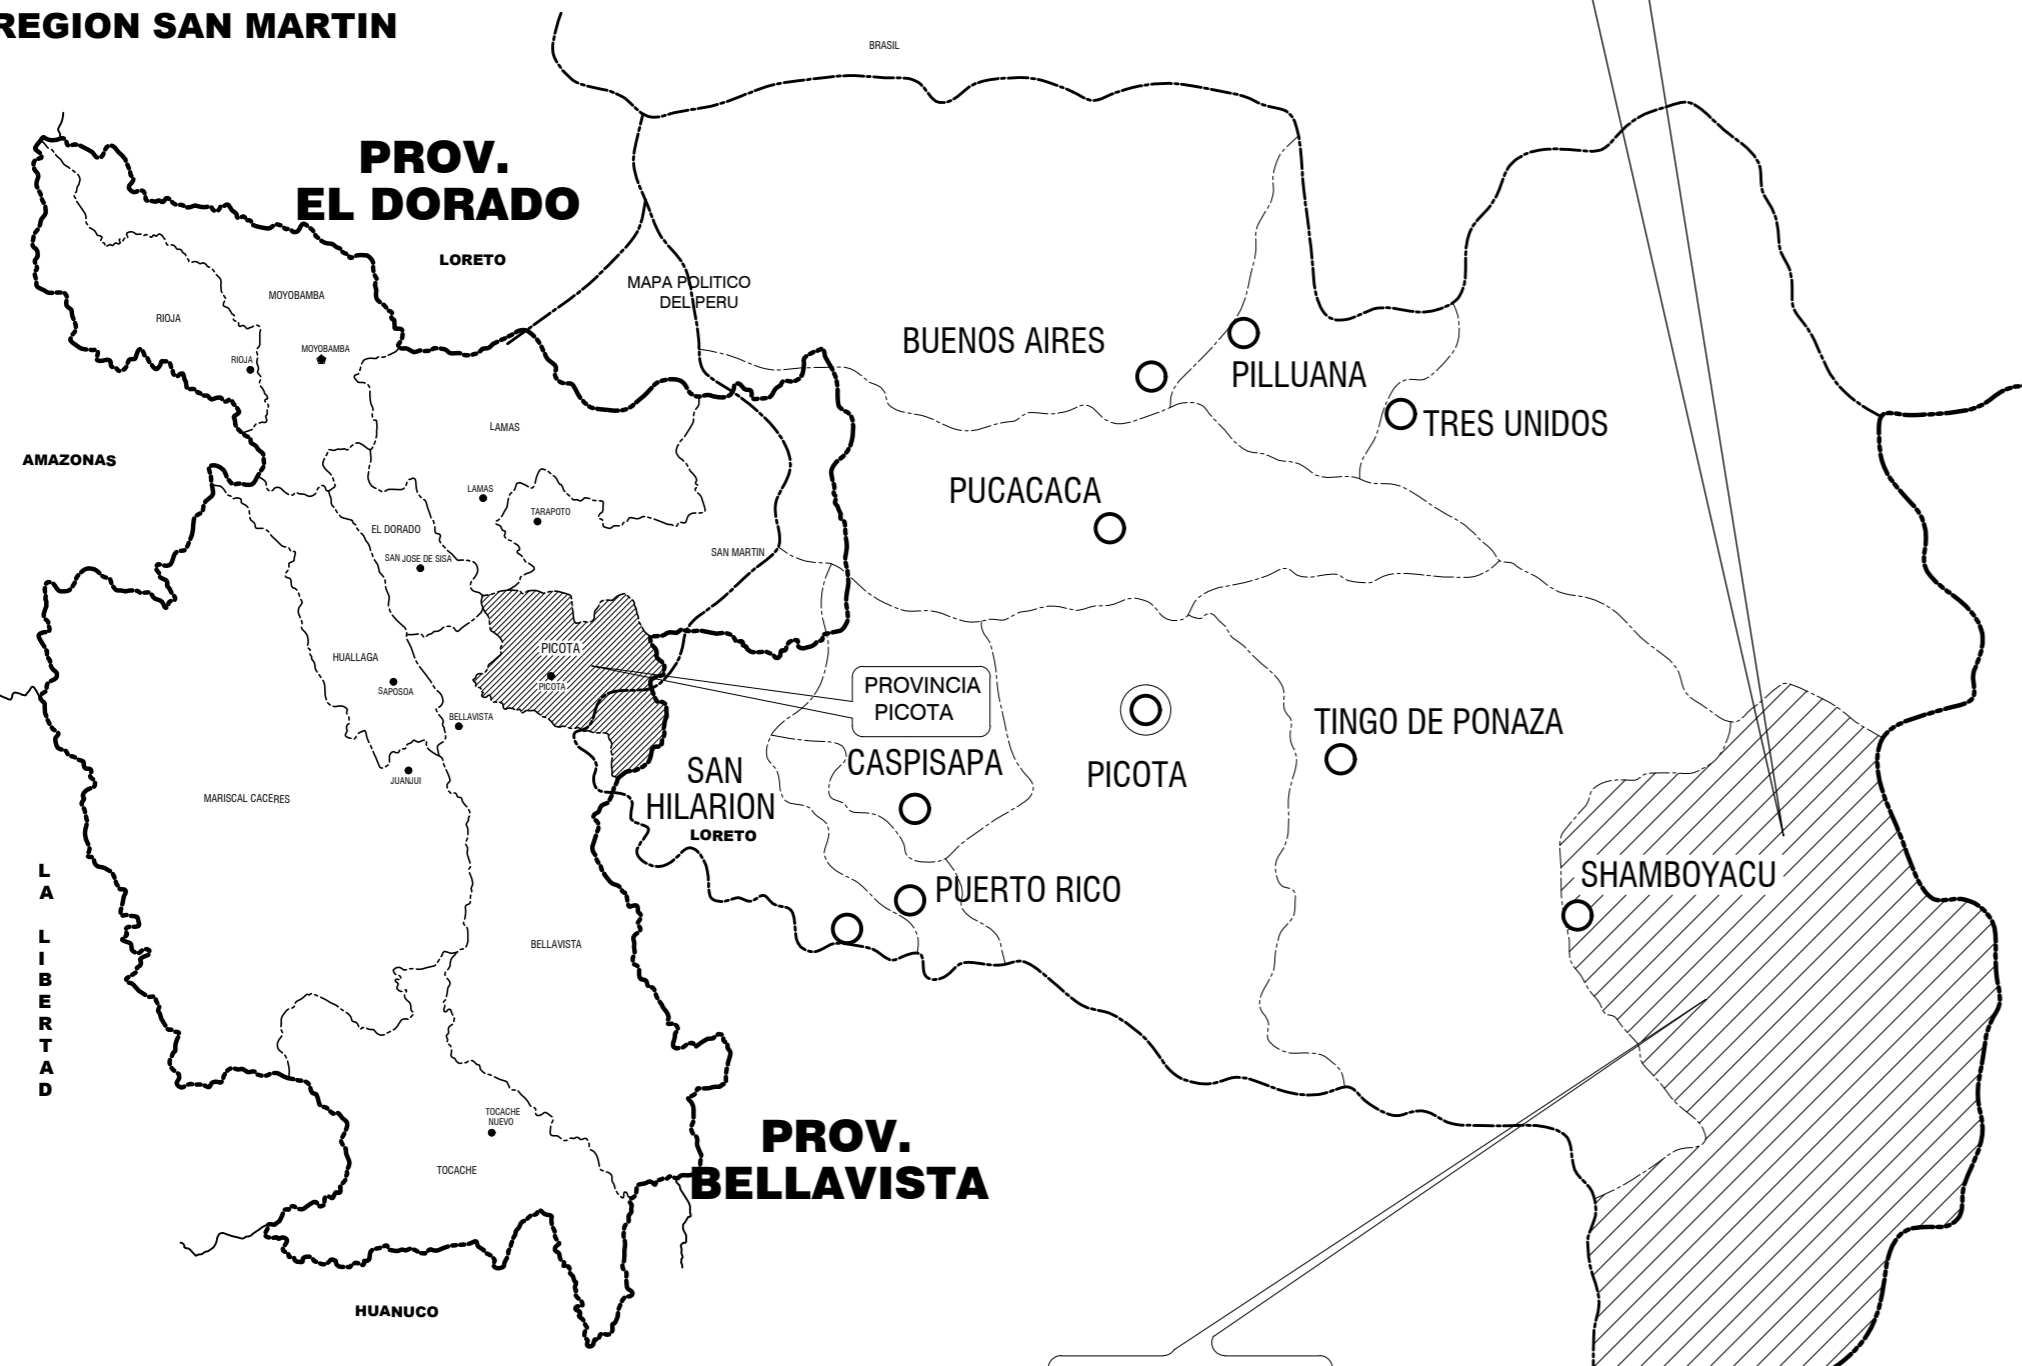 REGION SAN MARTIN
BRASIL
PROV.
EL DORADO
LORETO
MAPA POLITICO
DEL PERU
MOYOBAMBA
RIOJA
MOYOBAMBA
RIOJA
BUENOS AIRES
PILLUANA
TRES UNIDOS
LAMAS
AMAZONAS
LAMAS
TARAPOTO
PUCACACA
EL DORADO
SAN JOSE DE SISA
SAN MARTIN
PICOTA
HUALLAGA
SAPOSOA
PICOTA
PROVINCIA
PICOTA
BELLAVISTA
TINGO DE PONAZA
CASPISAPA
PICOTA
SAN
HILARION
LORETO
JUANJUI
MARISCAL CACERES
SHAMBOYACU
PUERTO RICO
LA LIBERTAD
BELLAVISTA
TOCACHE
NUEVO
TOCACHE
PROV.
BELLAVISTA
HUANUCO